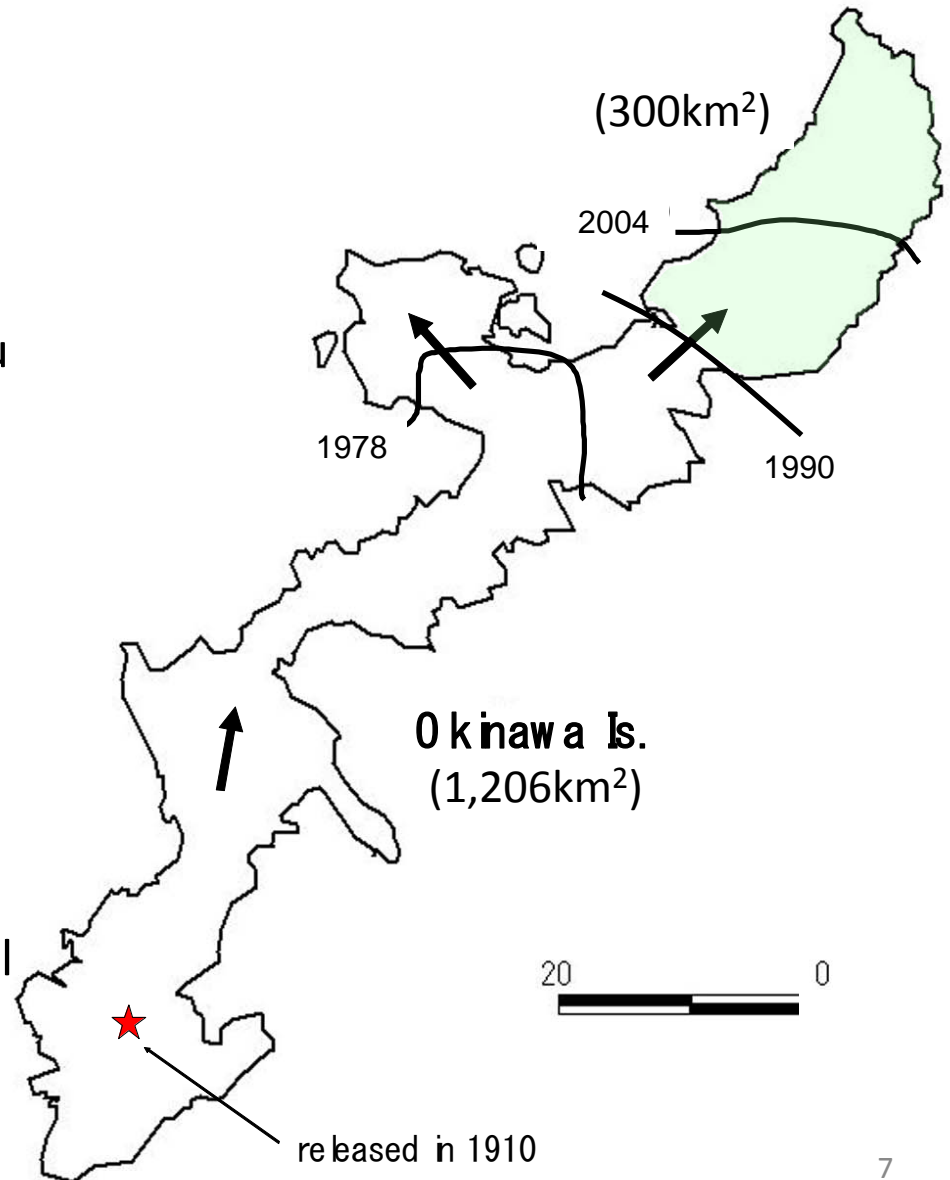 (300km²)
2004
1978
1990
Okinawa Is.
(1,206km²)
20 0
released in 1910
7